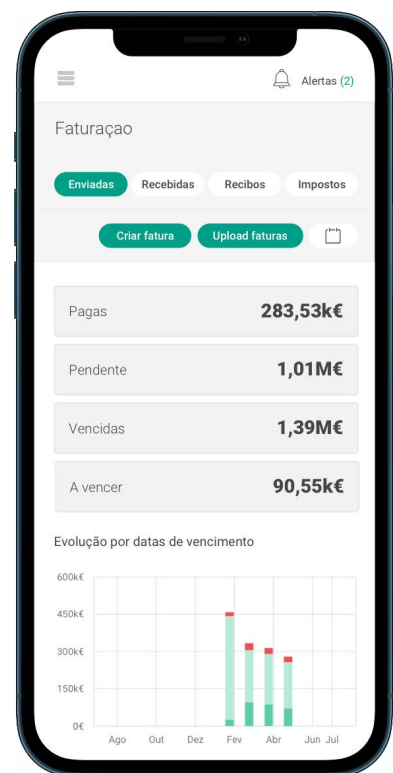 Alertas (2)
Faturaçao
Enviadas Recebidas Recibos Impostos
Criar fatura Upload faturas
Pagas 283,53k€
Pendente 1,01M€
Vencidas 1,39M€
A vencer 90,55k€
Evolução por datas de vencimento
600k€
450k€
300k€
150k€
0€
Ago Out Dez Fev Abr Jun Jul